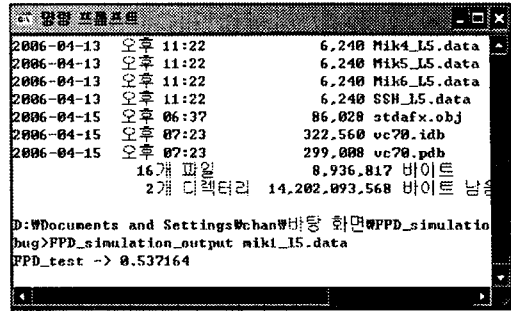 명령 프롬프트
2006-04-13 오후 11:22 6,240 Mik4_L5.data
2006-04-13 오후 11:22 6,240 Mik5_L5.data
2006-04-13 오후 11:22 6,240 Mik6_L5.data
2006-04-13 오후 11:22 6,240 SSH_L5.data
2006-04-15 오후 06:37 86,028 stdafx.obj
2006-04-15 오후 07:23 322,560 vc70.idb
2006-04-15 오후 07:23 299,008 vc70.pdb
16개 파일 8,936,817 바이트
2개 디렉터리 14,202,093,568 바이트 남음
D:₩Documents and Settings₩chan₩바탕 화면₩FPD_simulatio
bug>FPD_simulation_output mik1_l5.data
FPD_test -> 0.537164